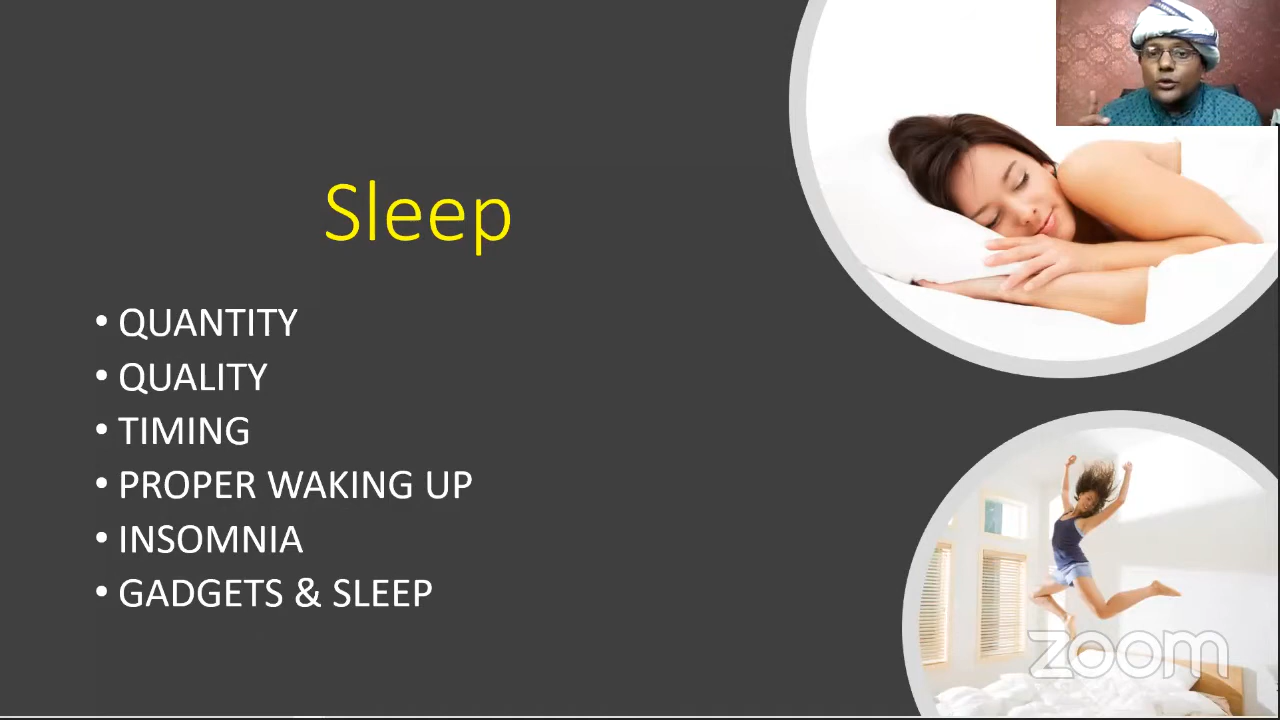 Sleep
• QUANTITY
• QUALITY
• TIMING
• PROPER WAKING UP
• INSOMNIA
• GADGETS & SLEEP
zoom